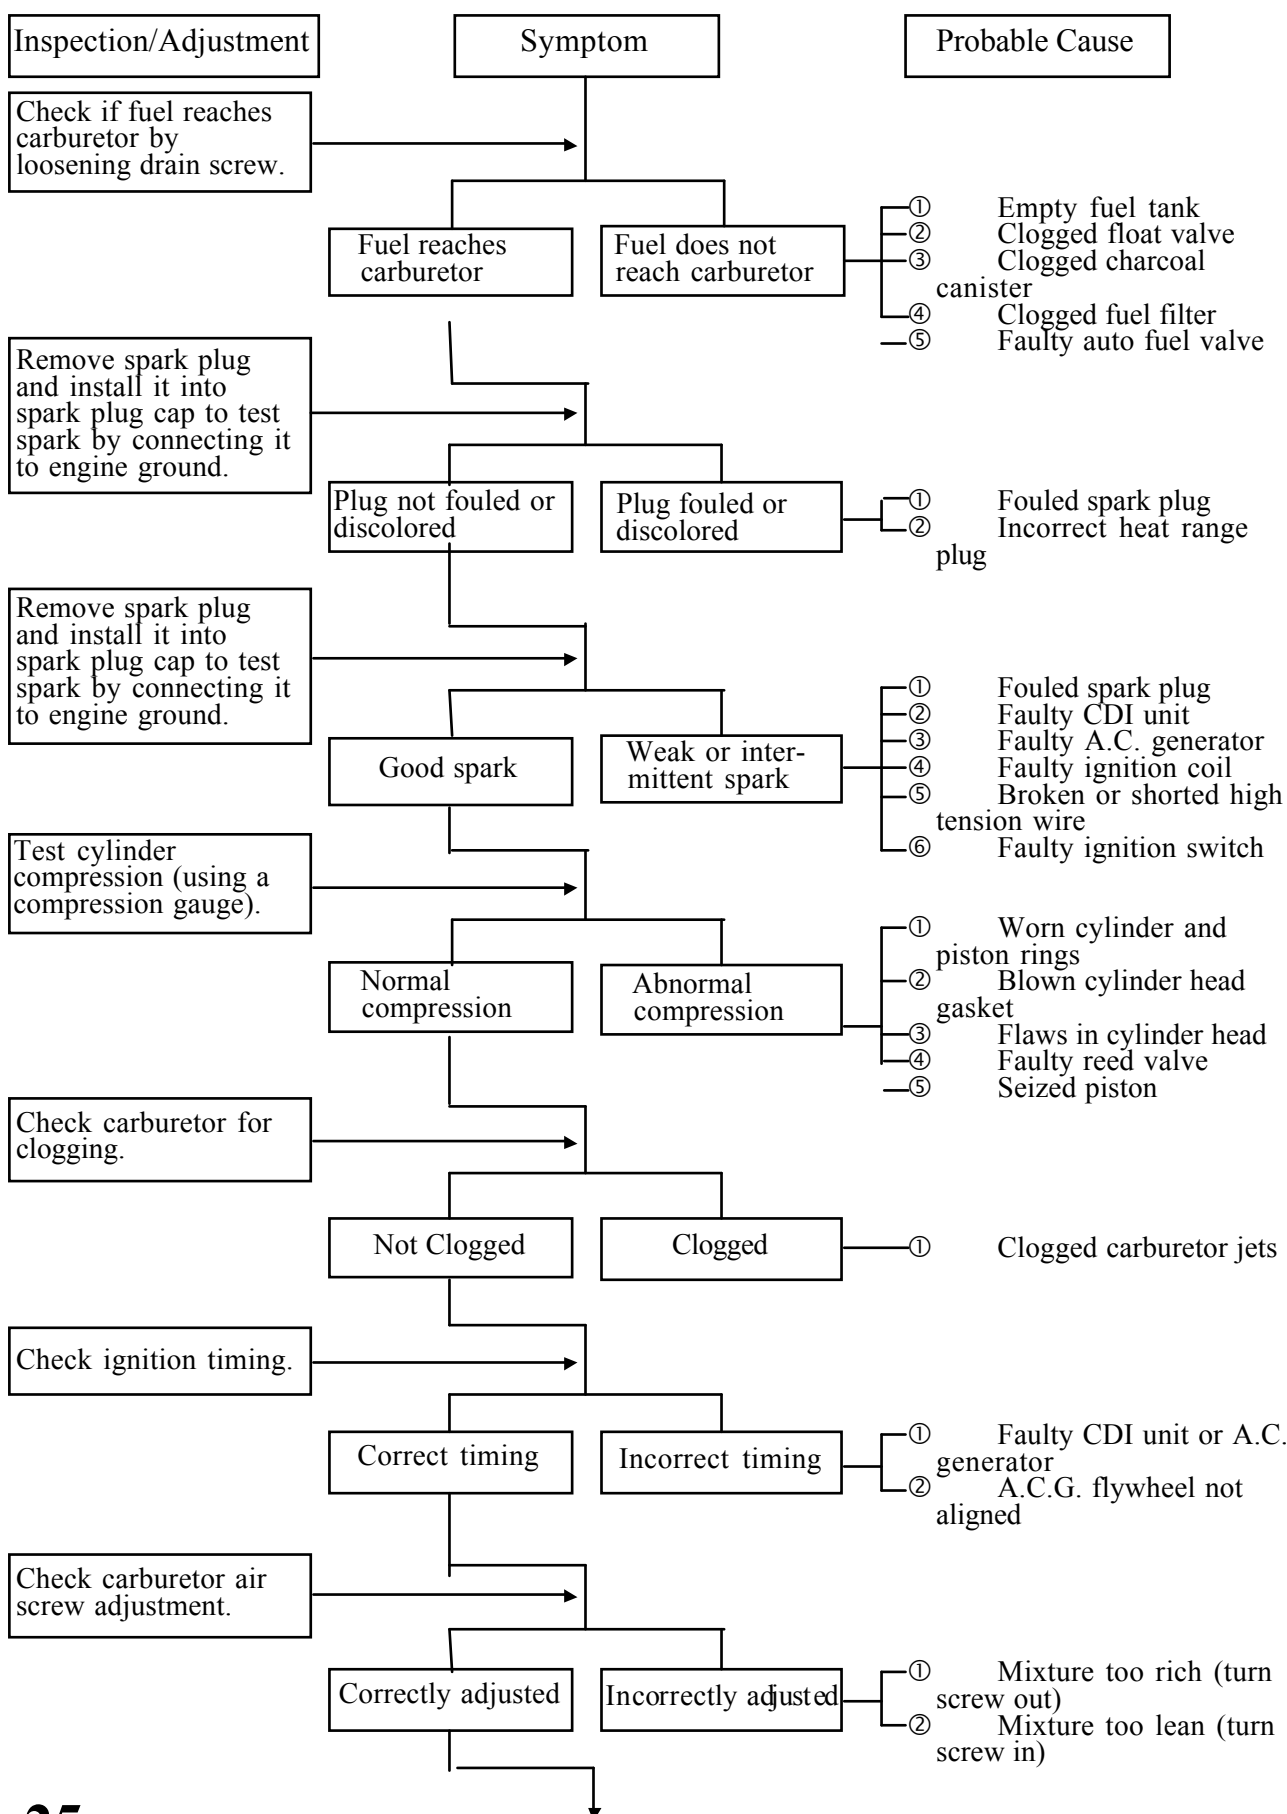 Inspection/Adjustment
Symptom
Probable Cause
Check if fuel reaches
carburetor by
loosening drain screw.
Fuel reaches
carburetor
Fuel does not
reach carburetor
① Empty fuel tank
② Clogged float valve
③ Clogged charcoal
canister
④ Clogged fuel filter
⑤ Faulty auto fuel valve
Remove spark plug
and install it into
spark plug cap to test
spark by connecting it
to engine ground.
Plug not fouled or
discolored
Plug fouled or
discolored
① Fouled spark plug
② Incorrect heat range
plug
Remove spark plug
and install it into
spark plug cap to test
spark by connecting it
to engine ground.
Good spark
Weak or inter-
mittent spark
① Fouled spark plug
② Faulty CDI unit
③ Faulty A.C. generator
④ Faulty ignition coil
⑤ Broken or shorted high
tension wire
⑥ Faulty ignition switch
Test cylinder
compression (using a
compression gauge).
Normal
compression
Abnormal
compression
① Worn cylinder and
piston rings
② Blown cylinder head
gasket
③ Flaws in cylinder head
④ Faulty reed valve
⑤ Seized piston
Check carburetor for
clogging.
Not Clogged
Clogged
① Clogged carburetor jets
Check ignition timing.
Correct timing
Incorrect timing
① Faulty CDI unit or A.C.
generator
② A.C.G. flywheel not
aligned
Check carburetor air
screw adjustment.
Correctly adjusted
Incorrectly adjusted
① Mixture too rich (turn
screw out)
② Mixture too lean (turn
screw in)